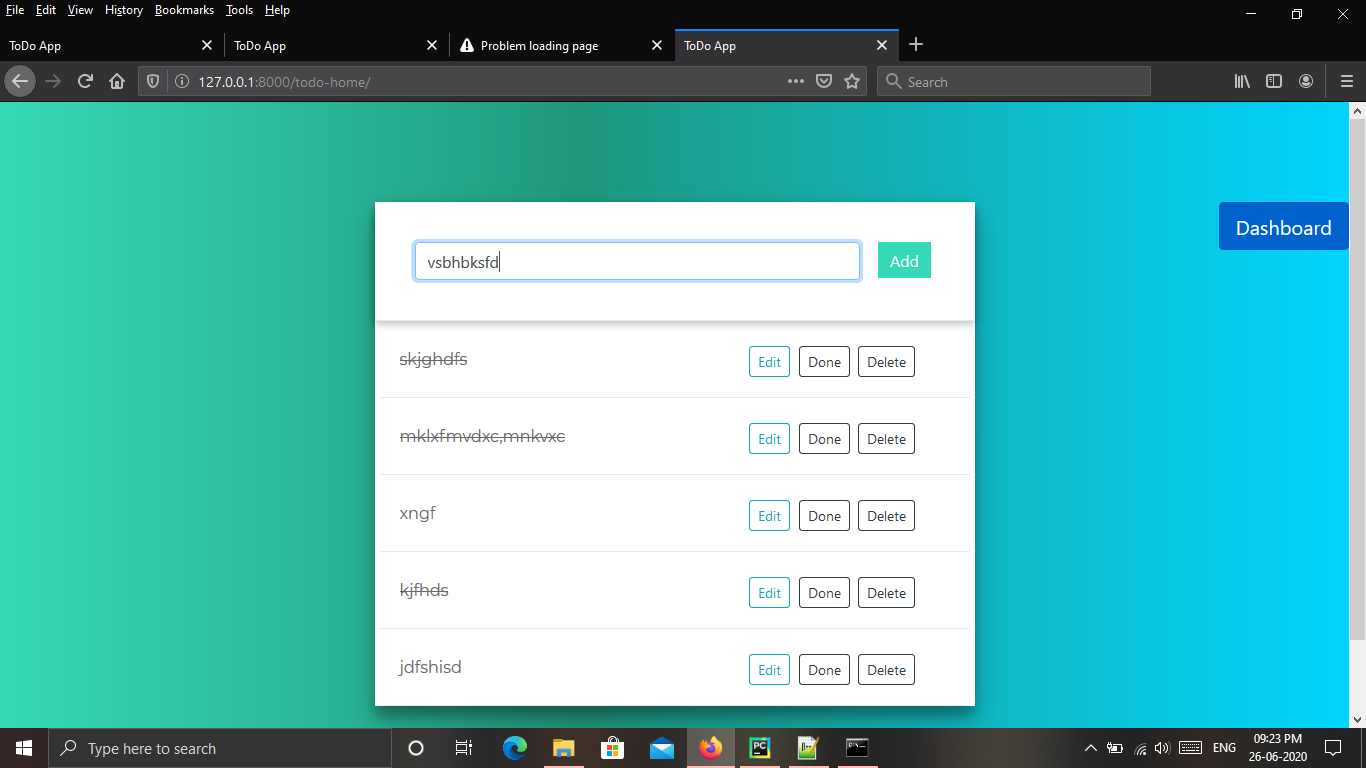 File Edit View History Bookmarks Tools Help
ToDo App ToDo App Problem loading page ToDo App
127.0.0.1:8000/todo-home/ Search
Dashboard
vsbhbksfd Add
skjghdfs Edit Done Delete
mklxfmvdxc,mnkvxc Edit Done Delete
xngf Edit Done Delete
kjfhds Edit Done Delete
jdfshisd Edit Done Delete
Type here to search PC ENG 09:23 PM
26-06-2020